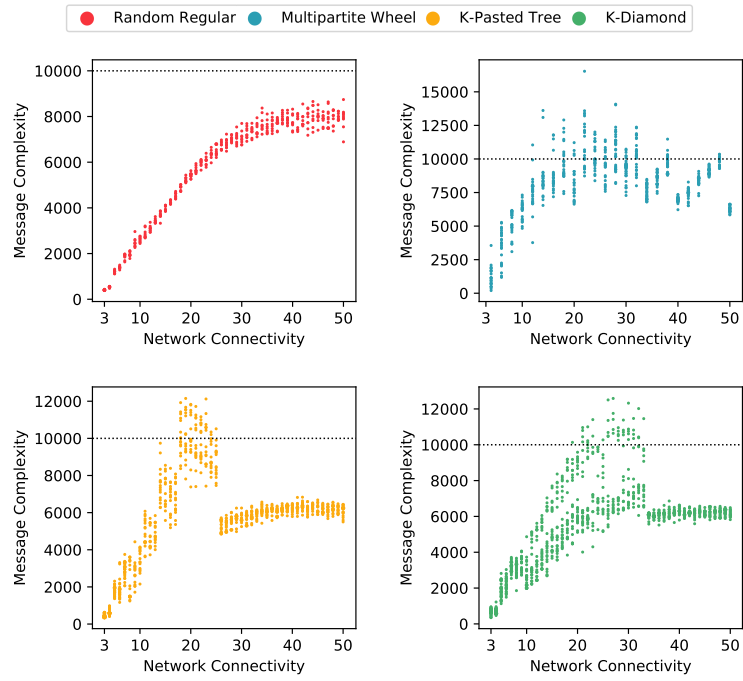 Random Regular Multipartite Wheel K-Pasted Tree K-Diamond
10000
8000
6000
4000
2000
0
Message Complexity
3 10 20 30 40 50
Network Connectivity
15000
12500
10000
7500
5000
2500
0
Message Complexity
3 10 20 30 40 50
Network Connectivity
12000
10000
8000
6000
4000
2000
0
Message Complexity
3 10 20 30 40 50
Network Connectivity
12000
10000
8000
6000
4000
2000
0
Message Complexity
3 10 20 30 40 50
Network Connectivity